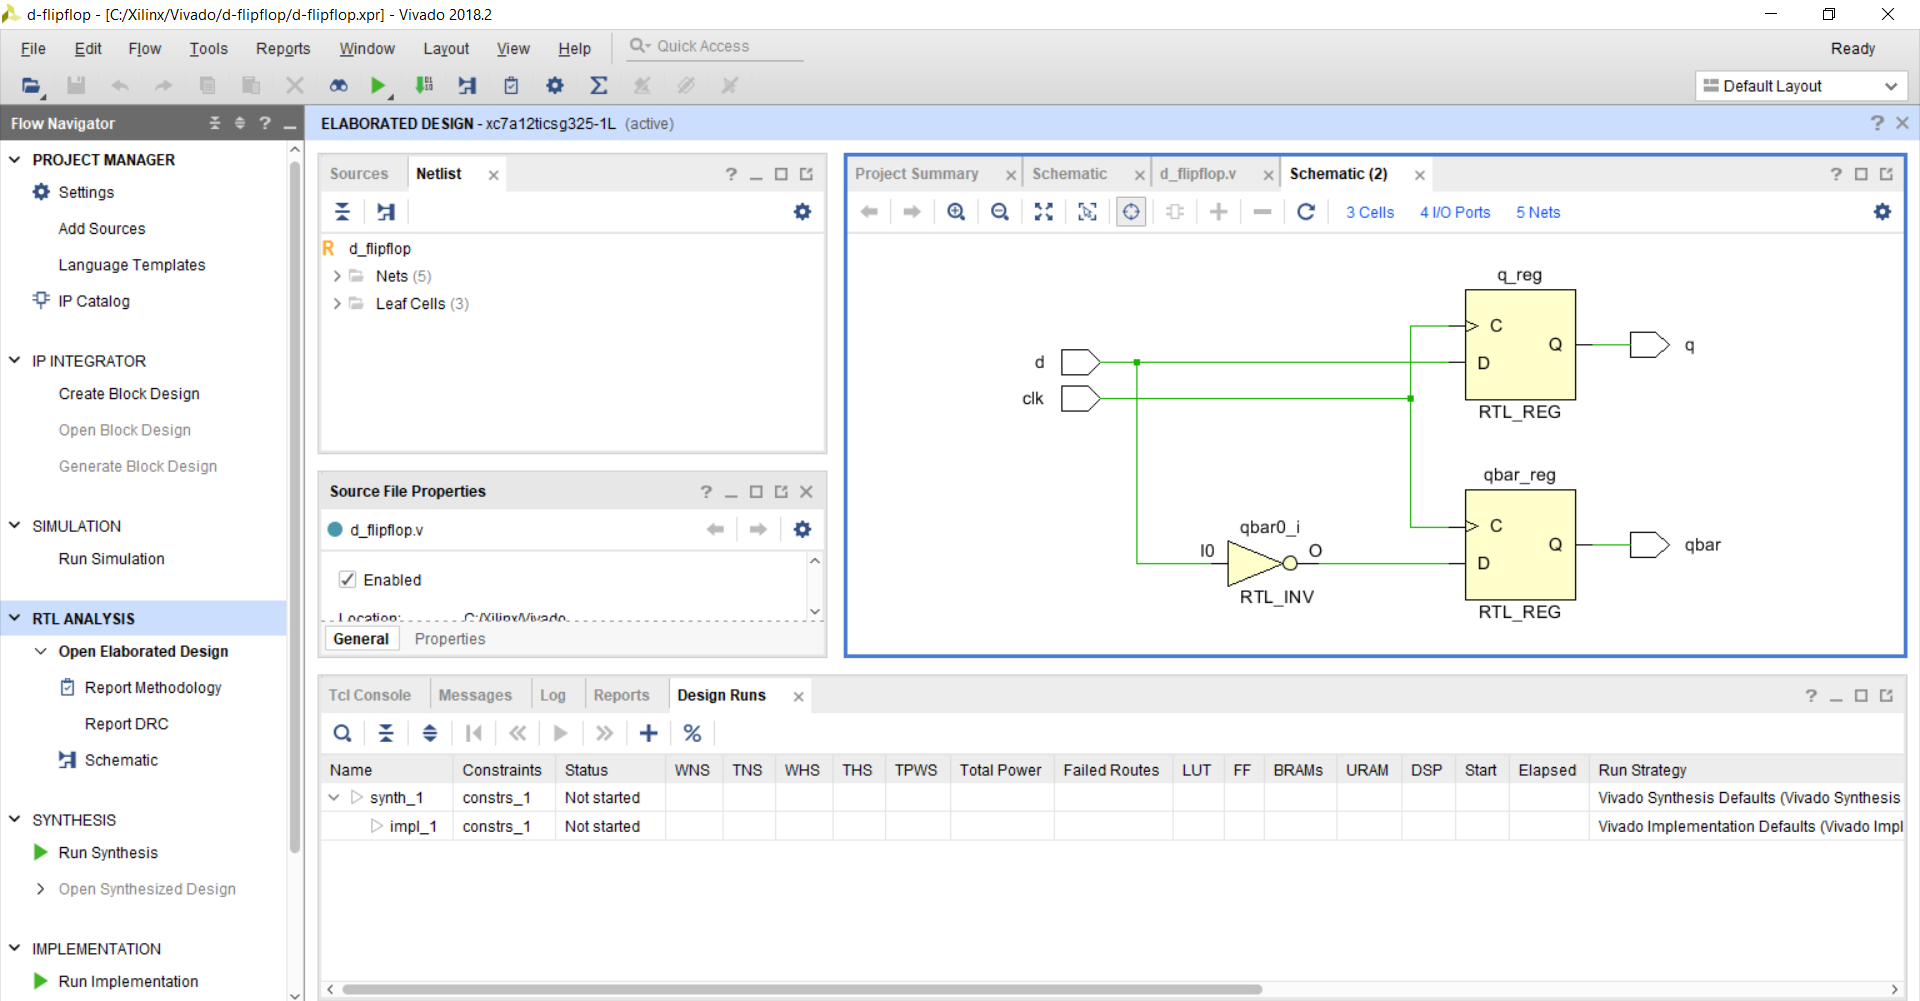 d-flipflop - [C:/Xilinx/Vivado/d-flipflop/d-flipflop.xpr] - Vivado 2018.2
File Edit Flow Tools Reports Window Layout View Help Quick Access Ready
Default Layout
Flow Navigator
PROJECT MANAGER
Settings
Add Sources
Language Templates
IP Catalog
IP INTEGRATOR
Create Block Design
Open Block Design
Generate Block Design
SIMULATION
Run Simulation
RTL ANALYSIS
Open Elaborated Design
Report Methodology
Report DRC
Schematic
SYNTHESIS
Run Synthesis
Open Synthesized Design
IMPLEMENTATION
Run Implementation
ELABORATED DESIGN - xc7a12ticsg325-1L (active)
Sources Netlist
R d_flipflop
Nets (5)
Leaf Cells (3)
Source File Properties
d_flipflop.v
Enabled
Location: C:/Xilinx/Vivado
General Properties
Project Summary Schematic d_flipflop.v Schematic (2)
3 Cells 4 I/O Ports 5 Nets
q_reg
C
d
Q
q
D
clk
RTL_REG
qbar_reg
C
qbar0_i
I0
O
Q
qbar
D
RTL_INV
RTL_REG
Tcl Console Messages Log Reports Design Runs
Name Constraints Status WNS TNS WHS THS TPWS Total Power Failed Routes LUT FF BRAMs URAM DSP Start Elapsed Run Strategy
synth_1 constrs_1 Not started Vivado Synthesis Defaults (Vivado Synthesis
impl_1 constrs_1 Not started Vivado Implementation Defaults (Vivado Impl